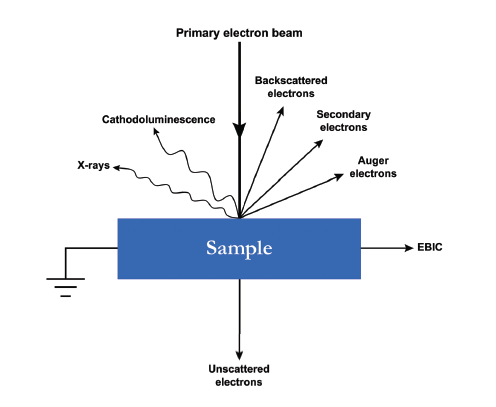 Primary electron beam
Backscattered
electrons
Secondary
electrons
Cathodoluminescence
Auger
electrons
X-rays
Sample
EBIC
Unscattered
electrons